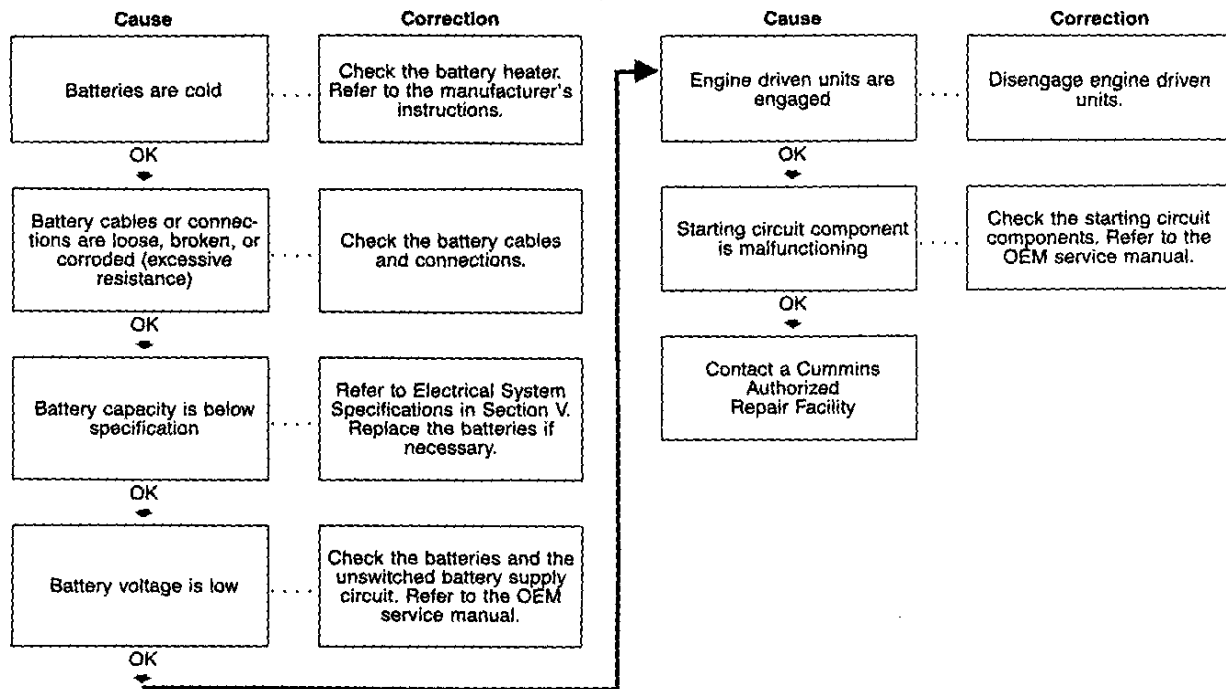 Cause
Correction
Batteries are cold
Check the battery heater.
Refer to the manufacturer's
instructions.
OK
Battery cables or connec-
tions are loose, broken, or
corroded (excessive
resistance)
Check the battery cables
and connections.
OK
Battery capacity is below
specification
Refer to Electrical System
Specifications in Section V.
Replace the batteries if
necessary.
OK
Battery voltage is low
Check the batteries and the
unswitched battery supply
circuit. Refer to the OEM
service manual.
OK
Cause
Correction
Engine driven units are
engaged
Disengage engine driven
units.
OK
Starting circuit component
is malfunctioning
Check the starting circuit
components. Refer to the
OEM service manual.
OK
Contact a Cummins
Authorized
Repair Facility